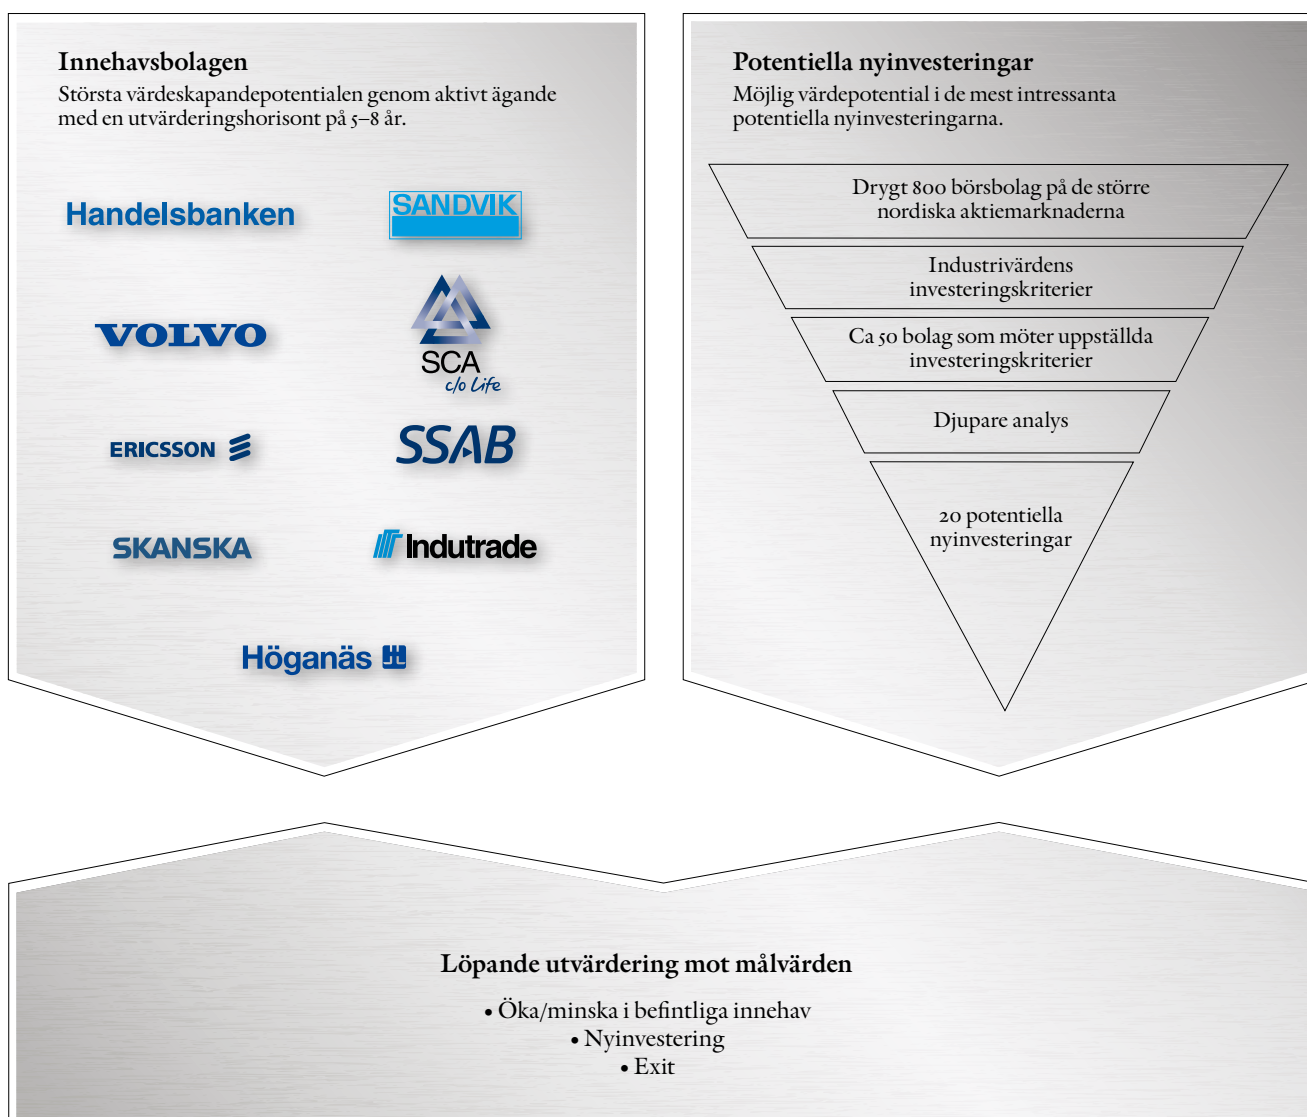 Innehavsbolagen
Största värdeskapandepotentialen genom aktivt ägande
med en utvärderingshorisont på 5–8 år.
Handelsbanken
SANDVIK
VOLVO
SCA
c/o Life
ERICSSON
SSAB
SKANSKA
Indutrade
Höganäs
Potentiella nyinvesteringar
Möjlig värdepotential i de mest intressanta
potentiella nyinvesteringarna.
Drygt 800 börsbolag på de större
nordiska aktiemarknaderna
Industrivärdens
investeringskriterier
Ca 50 bolag som möter uppställda
investeringskriterier
Djupare analys
20 potentiella
nyinvesteringar
Löpande utvärdering mot målvärden
• Öka/minska i befintliga innehav
• Nyinvestering
• Exit